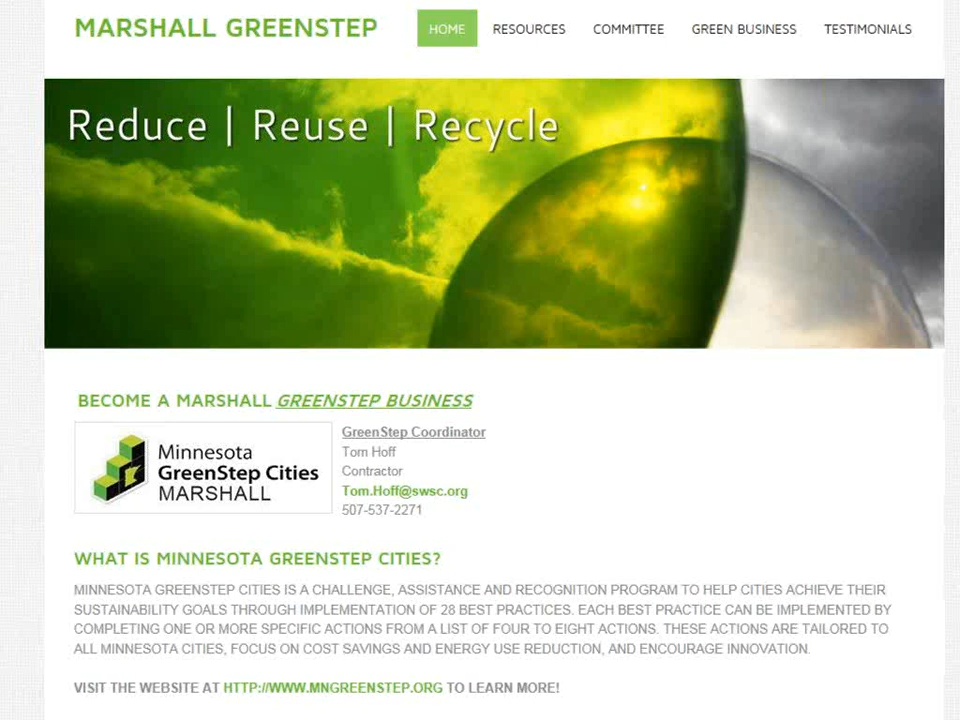 MARSHALL GREENSTEP
HOME RESOURCES COMMITTEE GREEN BUSINESS TESTIMONIALS
Reduce | Reuse | Recycle
BECOME A MARSHALL GREENSTEP BUSINESS
Minnesota
GreenStep Cities
MARSHALL
GreenStep Coordinator
Tom Hoff
Contractor
Tom.Hoff@swsc.org
507-537-2271
WHAT IS MINNESOTA GREENSTEP CITIES?
MINNESOTA GREENSTEP CITIES IS A CHALLENGE, ASSISTANCE AND RECOGNITION PROGRAM TO HELP CITIES ACHIEVE THEIR
SUSTAINABILITY GOALS THROUGH IMPLEMENTATION OF 28 BEST PRACTICES. EACH BEST PRACTICE CAN BE IMPLEMENTED BY
COMPLETING ONE OR MORE SPECIFIC ACTIONS FROM A LIST OF FOUR TO EIGHT ACTIONS. THESE ACTIONS ARE TAILORED TO
ALL MINNESOTA CITIES, FOCUS ON COST SAVINGS AND ENERGY USE REDUCTION, AND ENCOURAGE INNOVATION.
VISIT THE WEBSITE AT HTTP://WWW.MNGREENSTEP.ORG TO LEARN MORE!